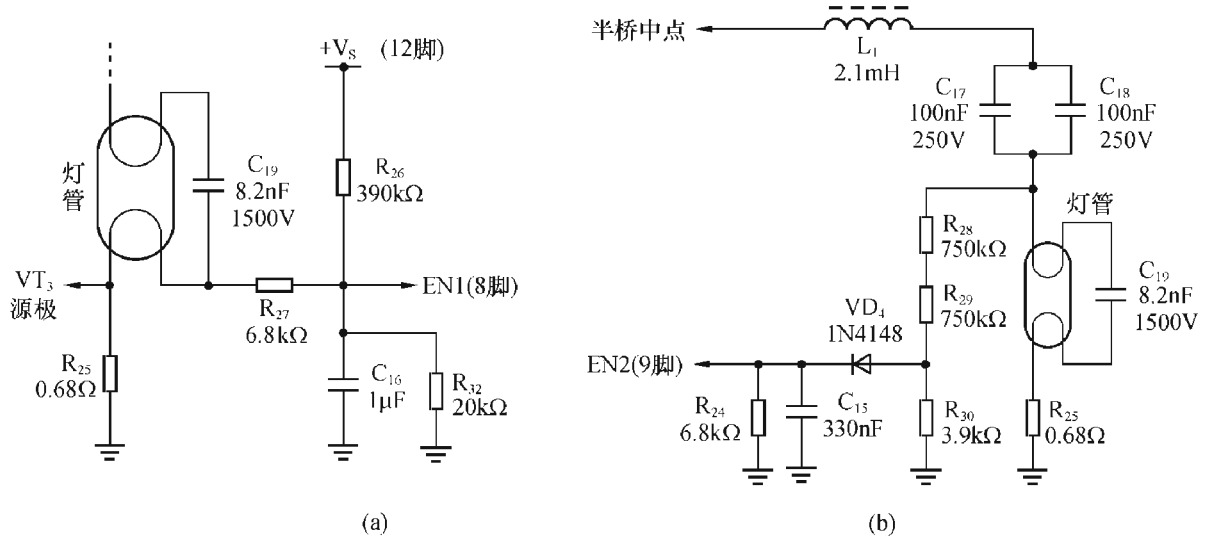 +V_S (12脚)
灯
管
C₁₉
8.2nF
1500V
R₂₆
390kΩ
VT₃
源极
R₂₇
6.8kΩ
EN1(8脚)
R₂₅
0.68Ω
C₁₆
1μF
R₃₂
20kΩ
(a)
半桥中点
L₁
2.1mH
C₁₇
100nF
250V
C₁₈
100nF
250V
R₂₈
750kΩ
灯管
R₂₉
750kΩ
C₁₉
8.2nF
1500V
VD₄
1N4148
EN2(9脚)
R₂₄
6.8kΩ
C₁₅
330nF
R₃₀
3.9kΩ
R₂₅
0.68Ω
(b)